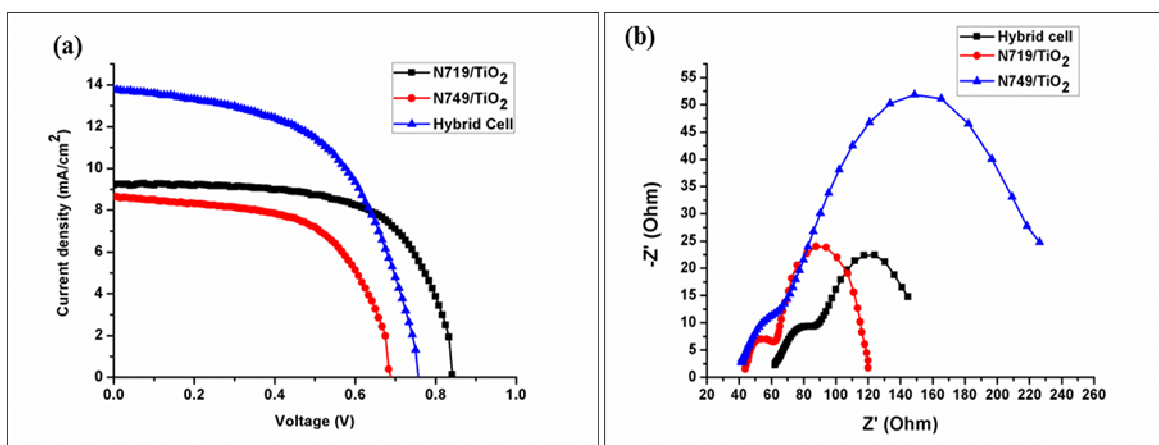 (a)
N719/TiO2
N749/TiO2
Hybrid Cell
14
12
10
8
6
4
2
0
Current density (mA/cm2)
0.0 0.2 0.4 0.6 0.8 1.0
Voltage (V)
(b)
Hybrid cell
N719/TiO2
N749/TiO2
55
50
45
40
35
30
25
20
15
10
5
0
-Z' (Ohm)
20 40 60 80 100 120 140 160 180 200 220 240 260
Z' (Ohm)